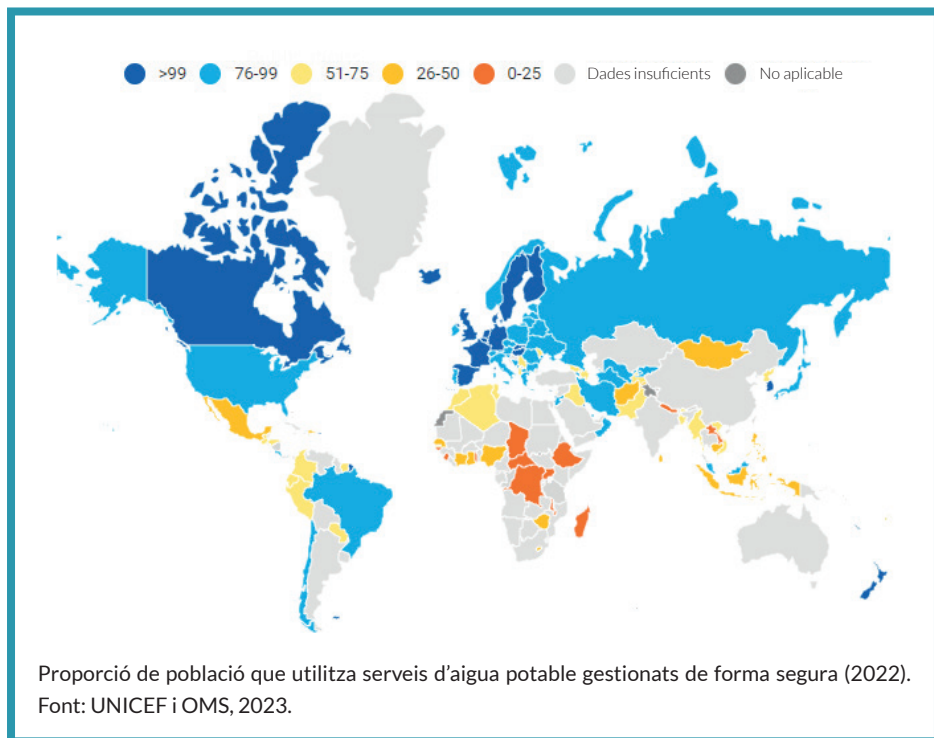 >99 76-99 51-75 26-50 0-25 Dades insuficients No aplicable
Proporció de població que utilitza serveis d’aigua potable gestionats de forma segura (2022).
Font: UNICEF i OMS, 2023.